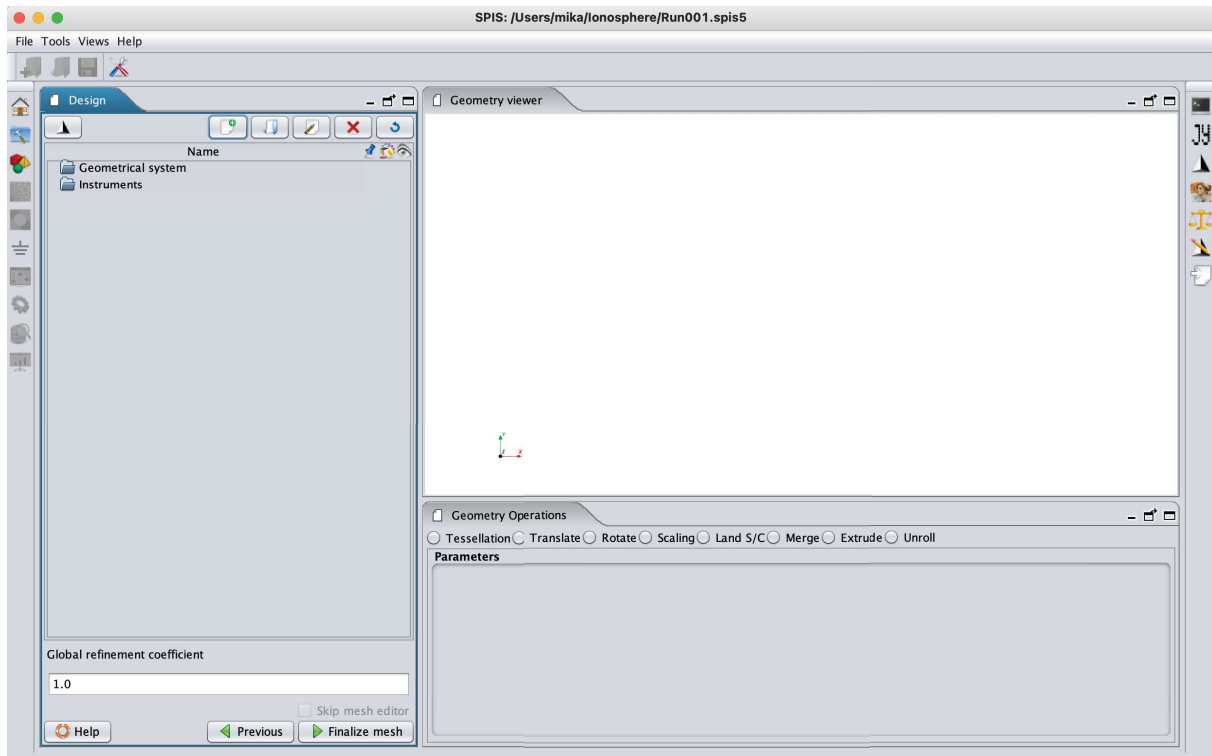 SPIS: /Users/mika/Ionosphere/Run001.spis5
File Tools Views Help
Design
Name
Geometrical system
Instruments
Global refinement coefficient
1.0
Skip mesh editor
Help Previous Finalize mesh
Geometry viewer
Y
Z X
Geometry Operations
Tessellation Translate Rotate Scaling Land S/C Merge Extrude Unroll
Parameters